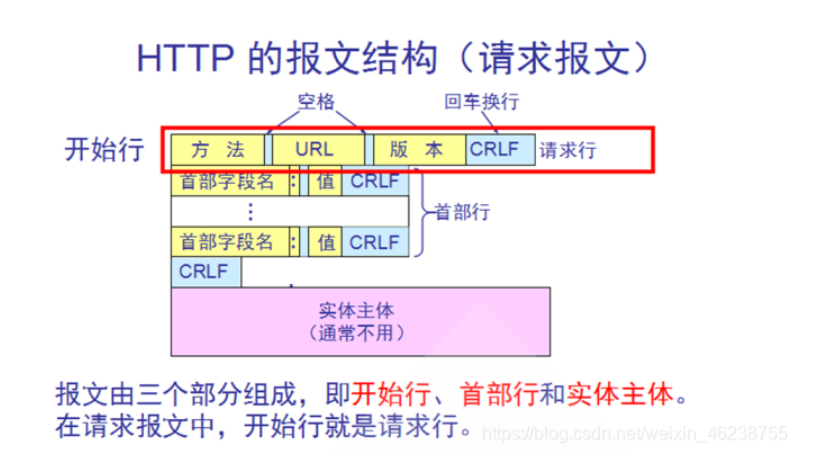 HTTP 的报文结构（请求报文）
空格 回车换行
开始行 方 法 URL 版 本 CRLF 请求行
首部字段名 : 值 CRLF
⋮ 首部行
首部字段名 : 值 CRLF
CRLF
实体主体
（通常不用）
报文由三个部分组成，即开始行、首部行和实体主体。
在请求报文中，开始行就是请求行。
https://blog.csdn.net/weixin_46238755